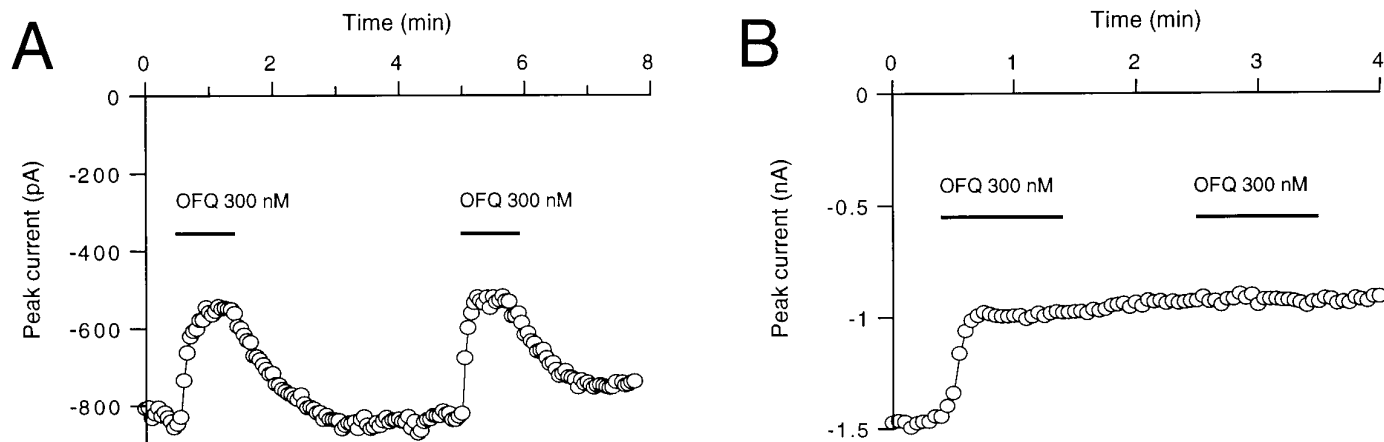 A
Time (min)
0 2 4 6 8
0
-200
-400
-600
-800
Peak current (pA)
OFQ 300 nM
OFQ 300 nM
B
Time (min)
0 1 2 3 4
0
-0.5
-1
-1.5
Peak current (nA)
OFQ 300 nM
OFQ 300 nM